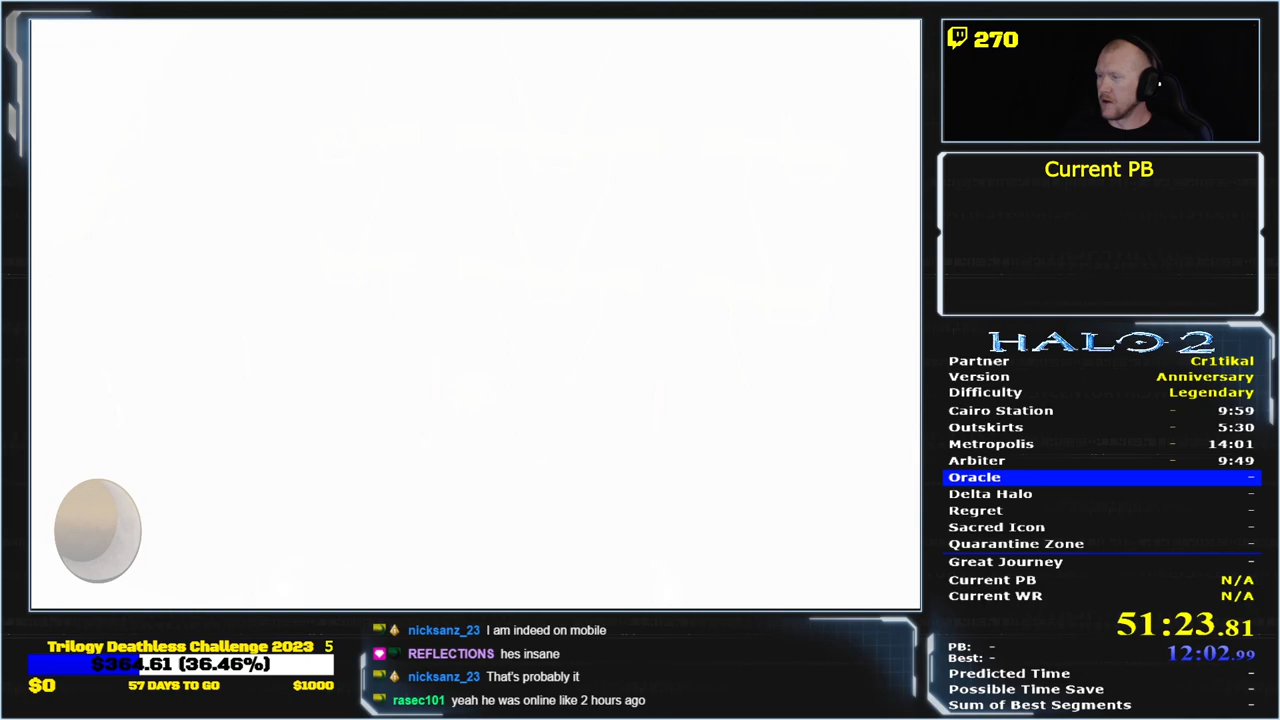 270
Current PB
HALO 2
Partner Cr1tikal
Version Anniversary
Difficulty Legendary
Cairo Station - 9:59
Outskirts - 5:30
Metropolis - 14:01
Arbiter - 9:49
Oracle -
Delta Halo -
Regret -
Sacred Icon -
Quarantine Zone -
Great Journey -
Current PB N/A
Current WR N/A
51:23.81
PB: -
Best: -
12:02.99
Predicted Time -
Possible Time Save -
Sum of Best Segments -
Trilogy Deathless Challenge 2023 5
$364.61 (36.46%)
$0 57 DAYS TO GO $1000
nicksanz_23 I am indeed on mobile
REFLECTIONS hes insane
nicksanz_23 That's probably it
rasec101 yeah he was online like 2 hours ago